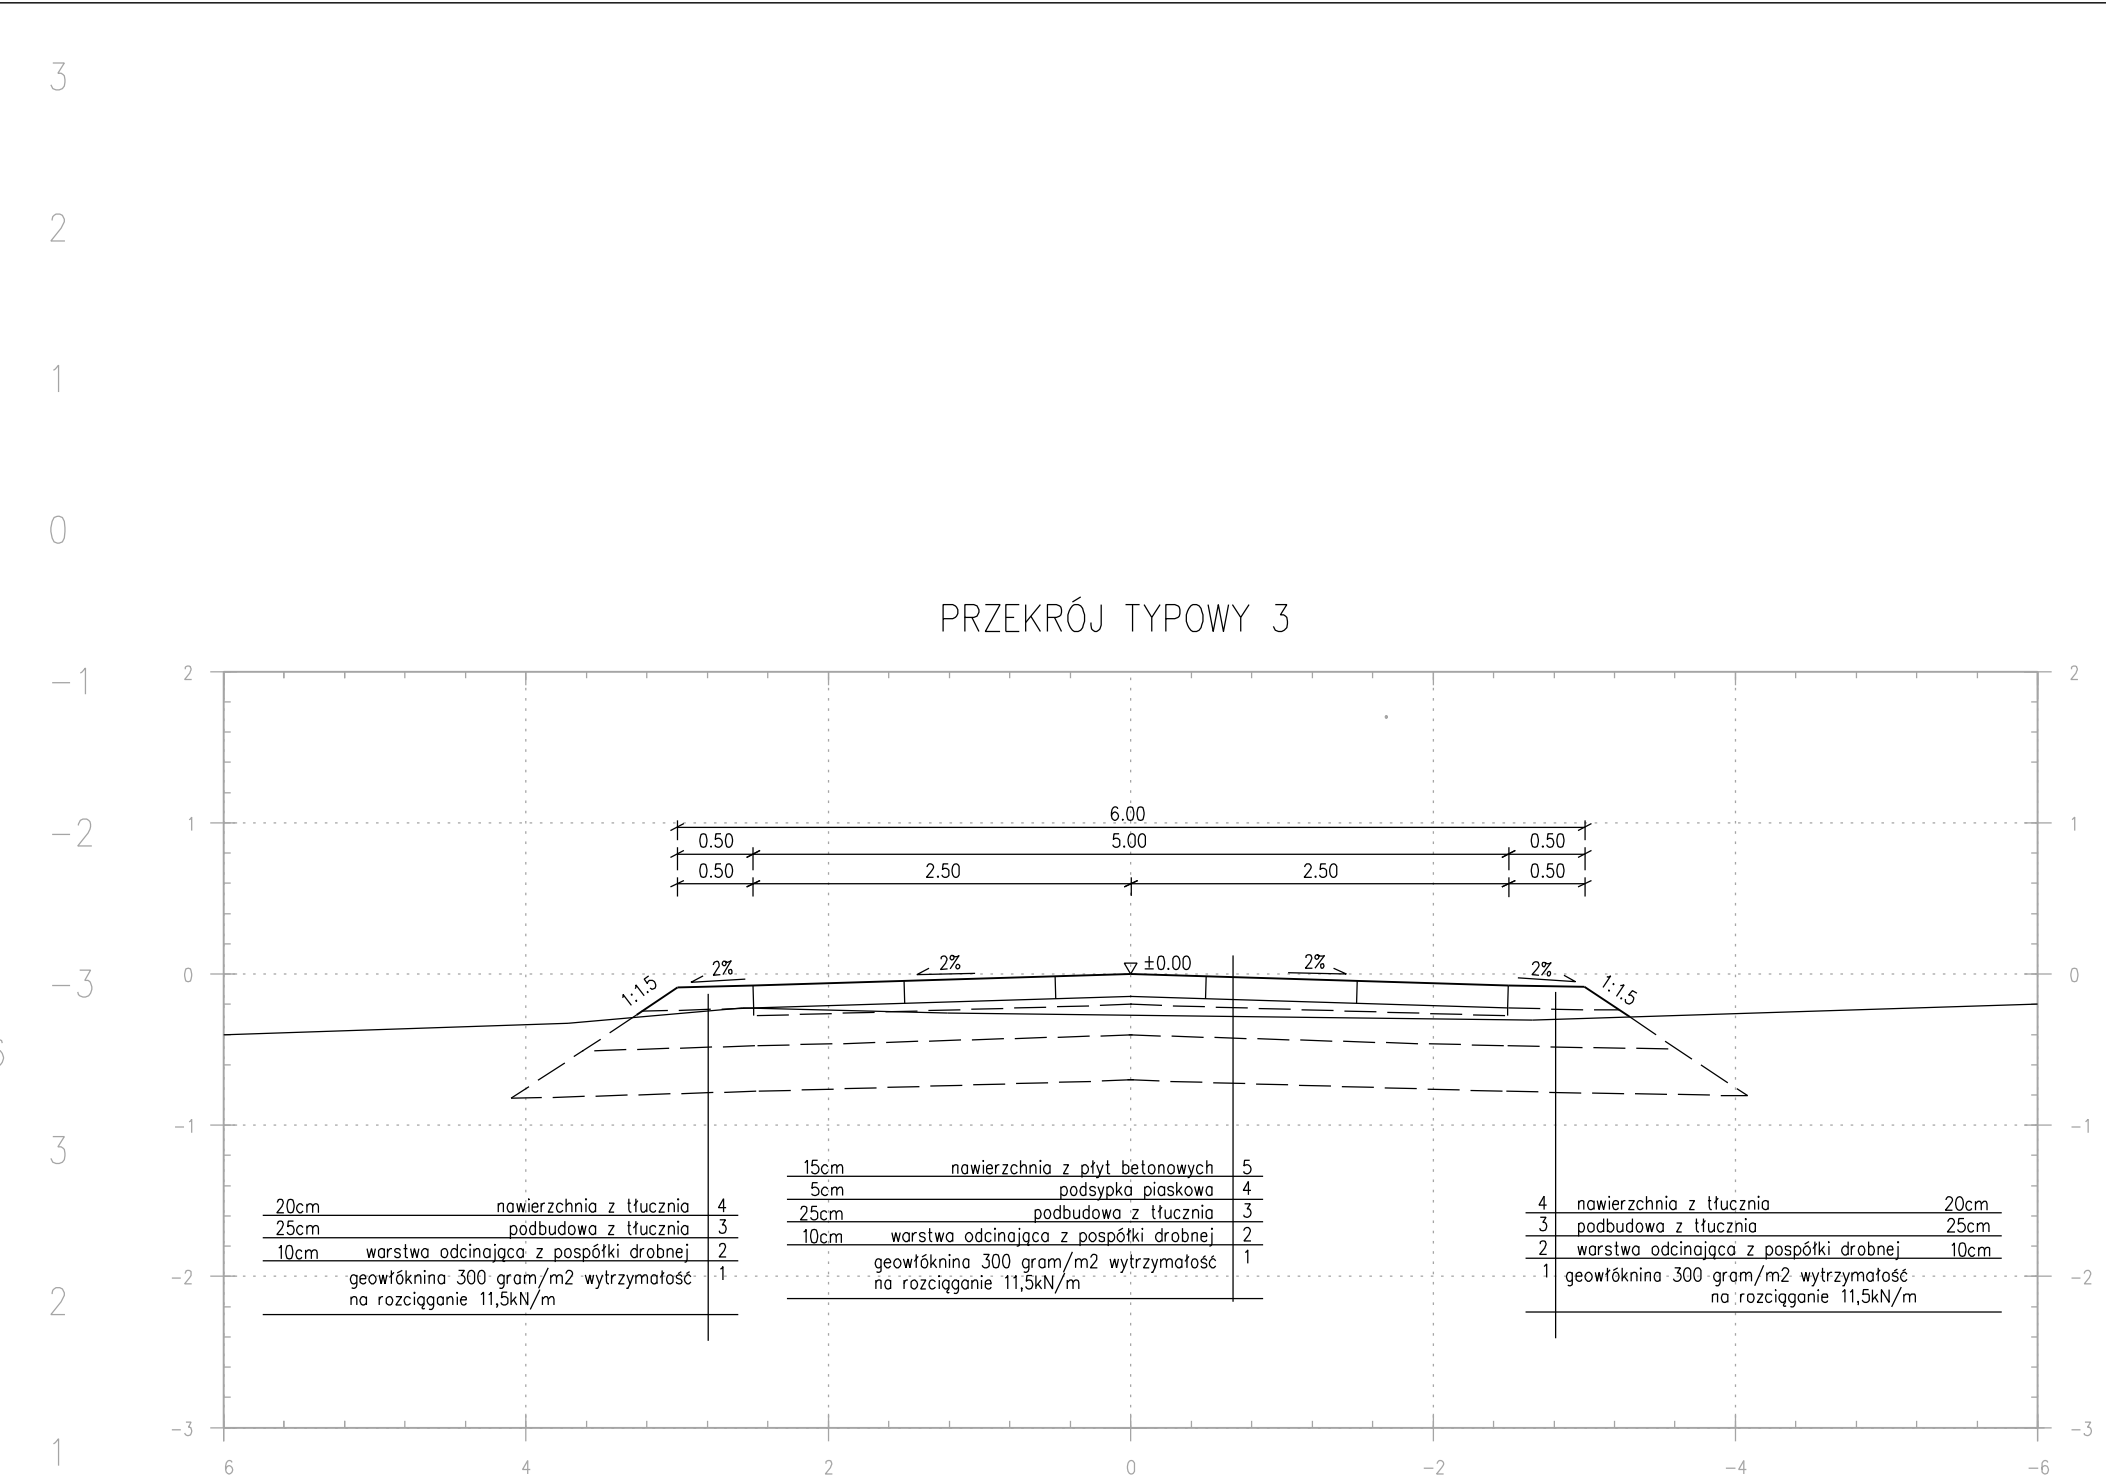 3
2
1
0
-1
-2
-3
3
2
1
PRZEKRÓJ TYPOWY 3
2 2
1 1
0 0
-1 -1
-2 -2
-3 -3
6.00
0.50 5.00 0.50
0.50 2.50 2.50 0.50
1:1.5 2% 2% ±0.00 2% 2% 1:1.5
20cm nawierzchnia z tłucznia 4
25cm podbudowa z tłucznia 3
10cm warstwa odcinająca z pospółki drobnej 2
geowłóknina 300 gram/m2 wytrzymałość 1
na rozciąganie 11,5kN/m
15cm nawierzchnia z płyt betonowych 5
5cm podsypka piaskowa 4
25cm podbudowa z tłucznia 3
10cm warstwa odcinająca z pospółki drobnej 2
geowłóknina 300 gram/m2 wytrzymałość 1
na rozciąganie 11,5kN/m
4 nawierzchnia z tłucznia 20cm
3 podbudowa z tłucznia 25cm
2 warstwa odcinająca z pospółki drobnej 10cm
1 geowłóknina 300 gram/m2 wytrzymałość
na rozciąganie 11,5kN/m
6 4 2 0 -2 -4 -6